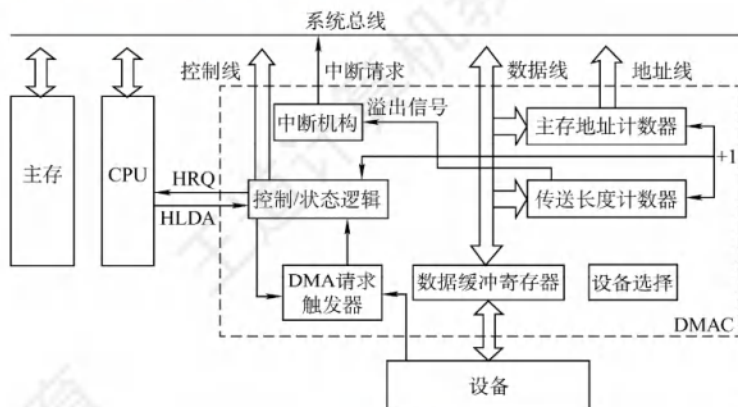 系统总线
控制线
中断请求
数据线
地址线
中断机构
溢出信号
主存地址计数器
+1
主存
CPU
HRQ
HLDA
控制/状态逻辑
传送长度计数器
DMA请求
触发器
数据缓冲寄存器
设备选择
DMAC
设备